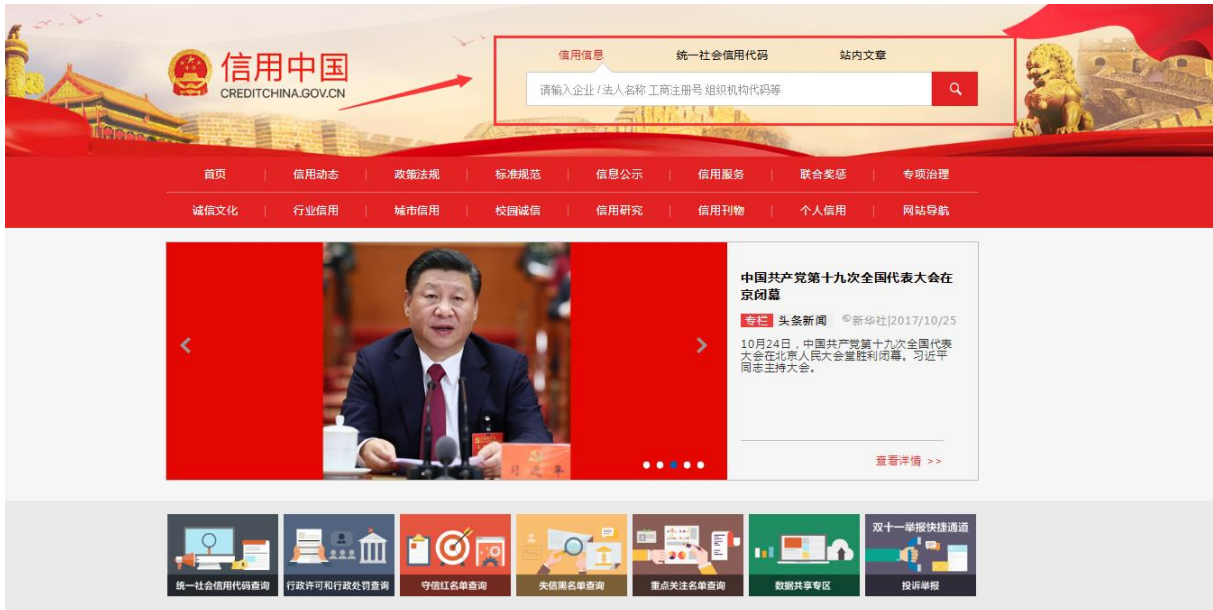 信用中国
CREDITCHINA.GOV.CN
信用信息 统一社会信用代码 站内文章
请输入企业/法人名称 工商注册号 组织机构代码等
首页 | 信用动态 | 政策法规 | 标准规范 | 信息公示 | 信用服务 | 联合奖惩 | 专项治理
诚信文化 | 行业信用 | 城市信用 | 校园诚信 | 信用研究 | 信用刊物 | 个人信用 | 网站导航
中国共产党第十九次全国代表大会在
京闭幕
专栏 头条新闻 ©新华社|2017/10/25
10月24日，中国共产党第十九次全国代表
大会在北京人民大会堂胜利闭幕。习近平
同志主持大会。
习近平
查看详情 >>
双十一举报快捷通道
统一社会信用代码查询 行政许可和行政处罚查询 守信红名单查询 失信黑名单查询 重点关注名单查询 数据共享专区 投诉举报